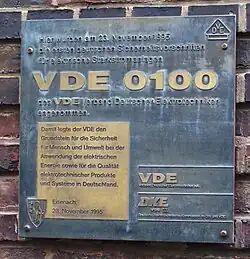 Hier wurden am 23. November 1895
die ersten deutschen Sicherheitsvorschriften
für elektrische Starkstromanlagen
VDE 0100
des VDE Verband Deutscher Elektrotechniker
angenommen.
Damit legte der VDE den
Grundstein für die Sicherheit
für Mensch und Umwelt bei der
Anwendung der elektrischen
Energie sowie für die Qualität
elektrotechnischer Produkte
und Systeme in Deutschland.
Eisenach,
23. November 1995
VDE
DKE